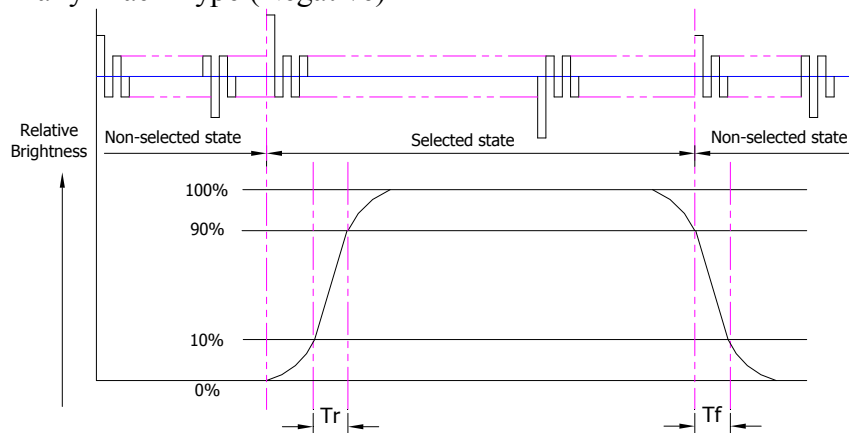 Relative
Brightness
Non-selected state
Selected state
Non-selected state
100%
90%
10%
0%
Tr
Tf